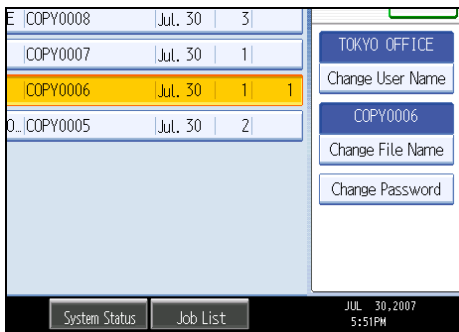 E COPY0008 Jul. 30 3
COPY0007 Jul. 30 1
COPY0006 Jul. 30 1 1
O... COPY0005 Jul. 30 2
TOKYO OFFICE
Change User Name
COPY0006
Change File Name
Change Password
System Status Job List
JUL 30,2007
5:51PM